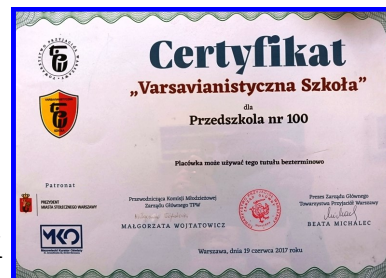 Certyfikat
„Varsavianistyczna Szkoła”
dla
Przedszkola nr 100
Placówka może używać tego tutułu bezterminowo
Patronat
PREZYDENT
MIASTA STOŁECZNEGO WARSZAWY
MKO
Przewodnicząca Komisji Młodzieżowej
Zarządu Głównego TPW
MAŁGORZATA WOJTATOWICZ
Prezes Zarządu Głównego
Towarzystwa Przyjaciół Warszawy
BEATA MICHALEC
Warszawa, dnia 19 czerwca 2017 roku